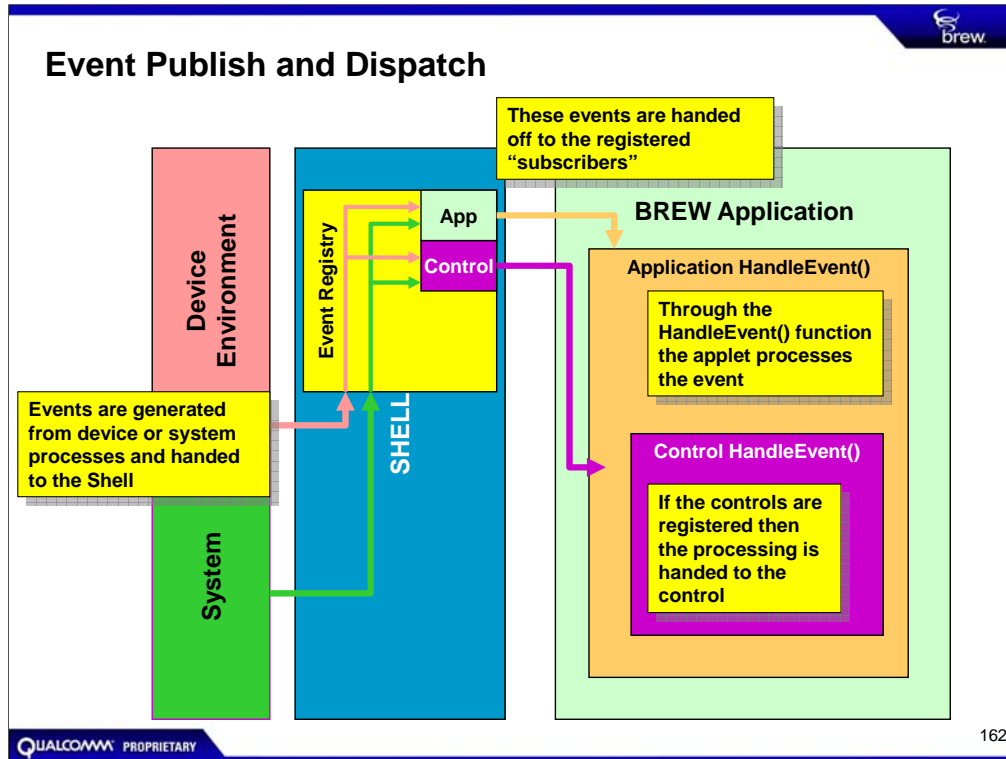 brew.
Event Publish and Dispatch
These events are handed
off to the registered
“subscribers”
Device
Environment
Event Registry
App
Control
SHELL
BREW Application
Application HandleEvent()
Through the
HandleEvent() function
the applet processes
the event
Events are generated
from device or system
processes and handed
to the Shell
Control HandleEvent()
If the controls are
registered then
the processing is
handed to the
control
System
QUALCOMM PROPRIETARY
162